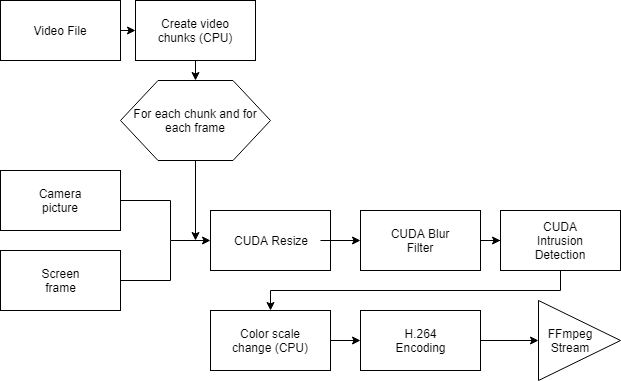 Video File
Create video
chunks (CPU)
For each chunk and for
each frame
Camera
picture
Screen
frame
CUDA Resize
CUDA Blur
Filter
CUDA
Intrusion
Detection
Color scale
change (CPU)
H.264
Encoding
FFmpeg
Stream